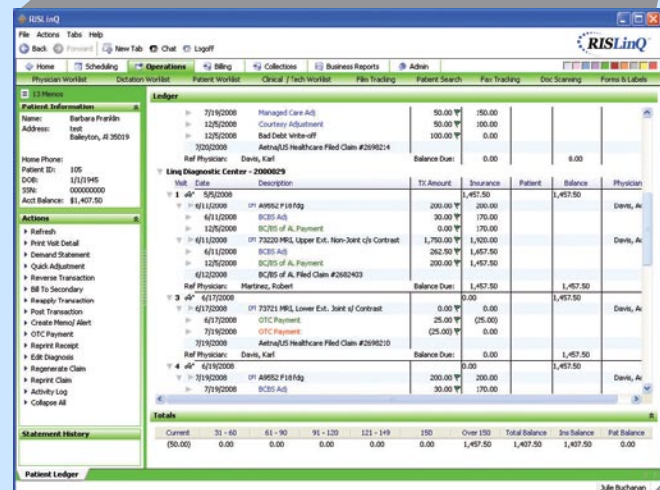 RISLinQ
File Actions Tabs Help
Back Forward New Tab Chat Logoff
RISLinQ
Home Scheduling Operations Billing Collections Business Reports Admin
Physician Worklist Dictation Worklist Patient Worklist Clinical / Tech Worklist Film Tracking Patient Search Fax Tracking Doc Scanning Forms & Labels
13 Memos
Patient Information
Name: Barbara Franklin
Address: test
Baileyton, Al 35019
Home Phone:
Patient ID: 105
DOB: 1/1/1945
SSN: 000000000
Acct Balance: $1,407.50
Actions
Refresh
Print Visit Detail
Demand Statement
Quick Adjustment
Reverse Transaction
Bill To Secondary
Reapply Transaction
Post Transaction
Create Memo/ Alert
OTC Payment
Reprint Receipt
Edit Diagnosis
Regenerate Claim
Reprint Claim
Activity Log
Collapse All
Statement History
Ledger
7/19/2008 Managed Care Adj 50.00 150.00
12/5/2008 Courtesy Adjustment 50.00 100.00
12/5/2008 Bad Debt Write-off 100.00 0.00
7/20/2008 Aetna/US Healthcare Filed Claim #2698214
Ref Physician: Davis, Karl Balance Due: 0.00 0.00
Linq Diagnostic Center - 2000029
Visit Date Description TX Amount Insurance Patient Balance Physician
1 5/5/2008 1,457.50 1,457.50
6/11/2008 A9552 F18 fdg 200.00 200.00 Davis, Ar
6/11/2008 BCBS Adj 30.00 170.00
12/5/2008 BC/BS of AL Payment 0.00 170.00
6/11/2008 73220 MRI, Upper Ext. Non-Joint c/s Contrast 1,750.00 1,920.00 Davis, Ar
6/11/2008 BCBS Adj 262.50 1,657.50
12/5/2008 BC/BS of AL Payment 200.00 1,457.50
6/12/2008 BC/BS of AL Filed Claim #2682403
Ref Physician: Martinez, Robert Balance Due: 1,457.50 1,457.50
3 6/17/2008 0.00 1,457.50
6/17/2008 73721 MRI, Lower Ext. Joint s/ Contrast 0.00 0.00 Davis, Ar
6/17/2008 OTC Payment 25.00 (25.00)
7/19/2008 OTC Payment (25.00) 0.00
7/19/2008 Aetna/US Healthcare Filed Claim #2698210
Ref Physician: Davis, Karl Balance Due: 0.00 1,457.50
4 6/19/2008 0.00 1,457.50
7/19/2008 A9552 F18 fdg 200.00 200.00 Davis, Ar
7/19/2008 BCBS Adj 30.00 170.00
Totals
Current 31 - 60 61 - 90 91 - 120 121 - 149 150 Over 150 Total Balance Ins Balance Pat Balance
(50.00) 0.00 0.00 0.00 0.00 0.00 1,457.50 1,407.50 1,407.50 0.00
Patient Ledger
Julie Buchanan